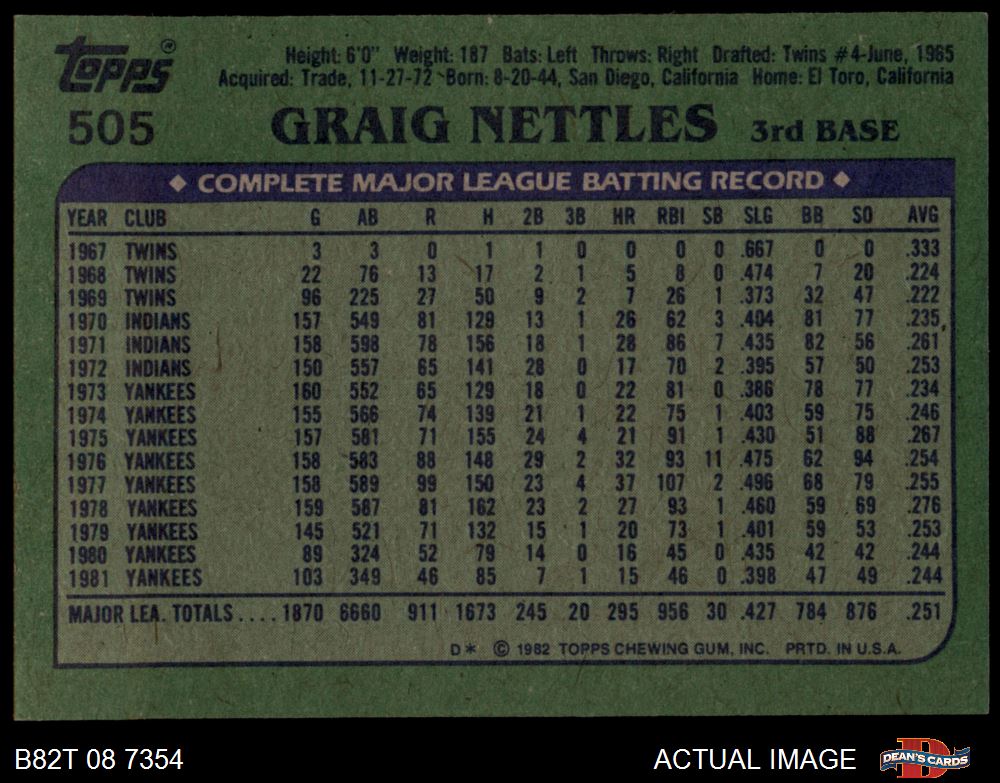 Topps® Height: 6'0" Weight: 187 Bats: Left Throws: Right Drafted: Twins #4-June, 1965
Acquired: Trade, 11-27-72 Born: 8-20-44, San Diego, California Home: El Toro, California
505 GRAIG NETTLES 3rd BASE
◆ COMPLETE MAJOR LEAGUE BATTING RECORD ◆
YEAR CLUB G AB R H 2B 3B HR RBI SB SLG BB SO AVG
1967 TWINS 3 3 0 1 1 0 0 0 0 .667 0 0 .333
1968 TWINS 22 76 13 17 2 1 5 8 0 .474 7 20 .224
1969 TWINS 96 225 27 50 9 2 7 26 1 .373 32 47 .222
1970 INDIANS 157 549 81 129 13 1 26 62 3 .404 81 77 .235
1971 INDIANS 158 598 78 156 18 1 28 86 7 .435 82 56 .261
1972 INDIANS 150 557 65 141 28 0 17 70 2 .395 57 50 .253
1973 YANKEES 160 552 65 129 18 0 22 81 0 .386 78 77 .234
1974 YANKEES 155 566 74 139 21 1 22 75 1 .403 59 75 .246
1975 YANKEES 157 581 71 155 24 4 21 91 1 .430 51 88 .267
1976 YANKEES 158 583 88 148 29 2 32 93 11 .475 62 94 .254
1977 YANKEES 158 589 99 150 23 4 37 107 2 .496 68 79 .255
1978 YANKEES 159 587 81 162 23 2 27 93 1 .460 59 69 .276
1979 YANKEES 145 521 71 132 15 1 20 73 1 .401 59 53 .253
1980 YANKEES 89 324 52 79 14 0 16 45 0 .435 42 42 .244
1981 YANKEES 103 349 46 85 7 1 15 46 0 .398 47 49 .244
MAJOR LEA. TOTALS .... 1870 6660 911 1673 245 20 295 956 30 .427 784 876 .251
D* © 1982 TOPPS CHEWING GUM, INC. PRTD. IN U.S.A.
B82T 08 7354 ACTUAL IMAGE DEAN'S CARDS